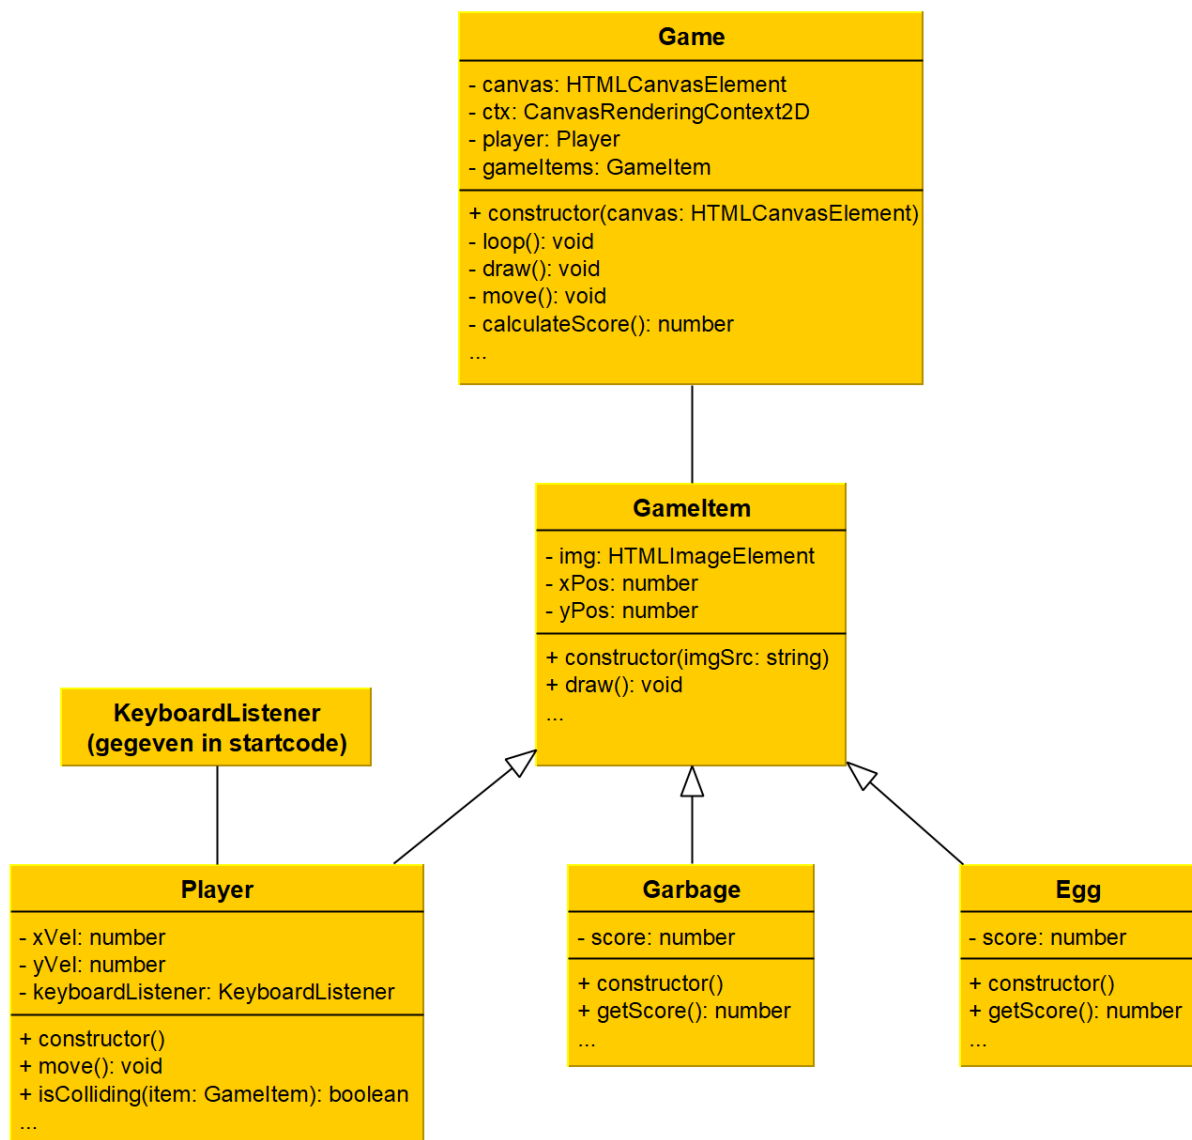 Game
- canvas: HTMLCanvasElement
- ctx: CanvasRenderingContext2D
- player: Player
- gameItems: GameItem
+ constructor(canvas: HTMLCanvasElement)
- loop(): void
- draw(): void
- move(): void
- calculateScore(): number
...
GameItem
- img: HTMLImageElement
- xPos: number
- yPos: number
+ constructor(imgSrc: string)
+ draw(): void
...
KeyboardListener
(gegeven in startcode)
Player
- xVel: number
- yVel: number
- keyboardListener: KeyboardListener
+ constructor()
+ move(): void
+ isColliding(item: GameItem): boolean
...
Garbage
- score: number
+ constructor()
+ getScore(): number
...
Egg
- score: number
+ constructor()
+ getScore(): number
...